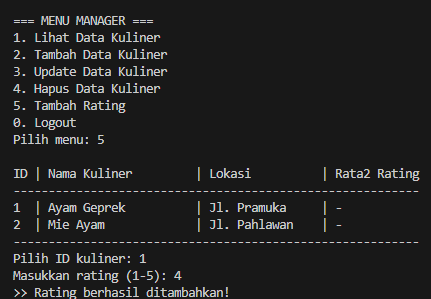 === MENU MANAGER ===
1. Lihat Data Kuliner
2. Tambah Data Kuliner
3. Update Data Kuliner
4. Hapus Data Kuliner
5. Tambah Rating
0. Logout
Pilih menu: 5

ID | Nama Kuliner         | Lokasi          | Rata2 Rating
----------------------------------------------------------
1  | Ayam Geprek          | Jl. Pramuka     | -
2  | Mie Ayam             | Jl. Pahlawan    | -
----------------------------------------------------------
Pilih ID kuliner: 1
Masukkan rating (1-5): 4
>> Rating berhasil ditambahkan!